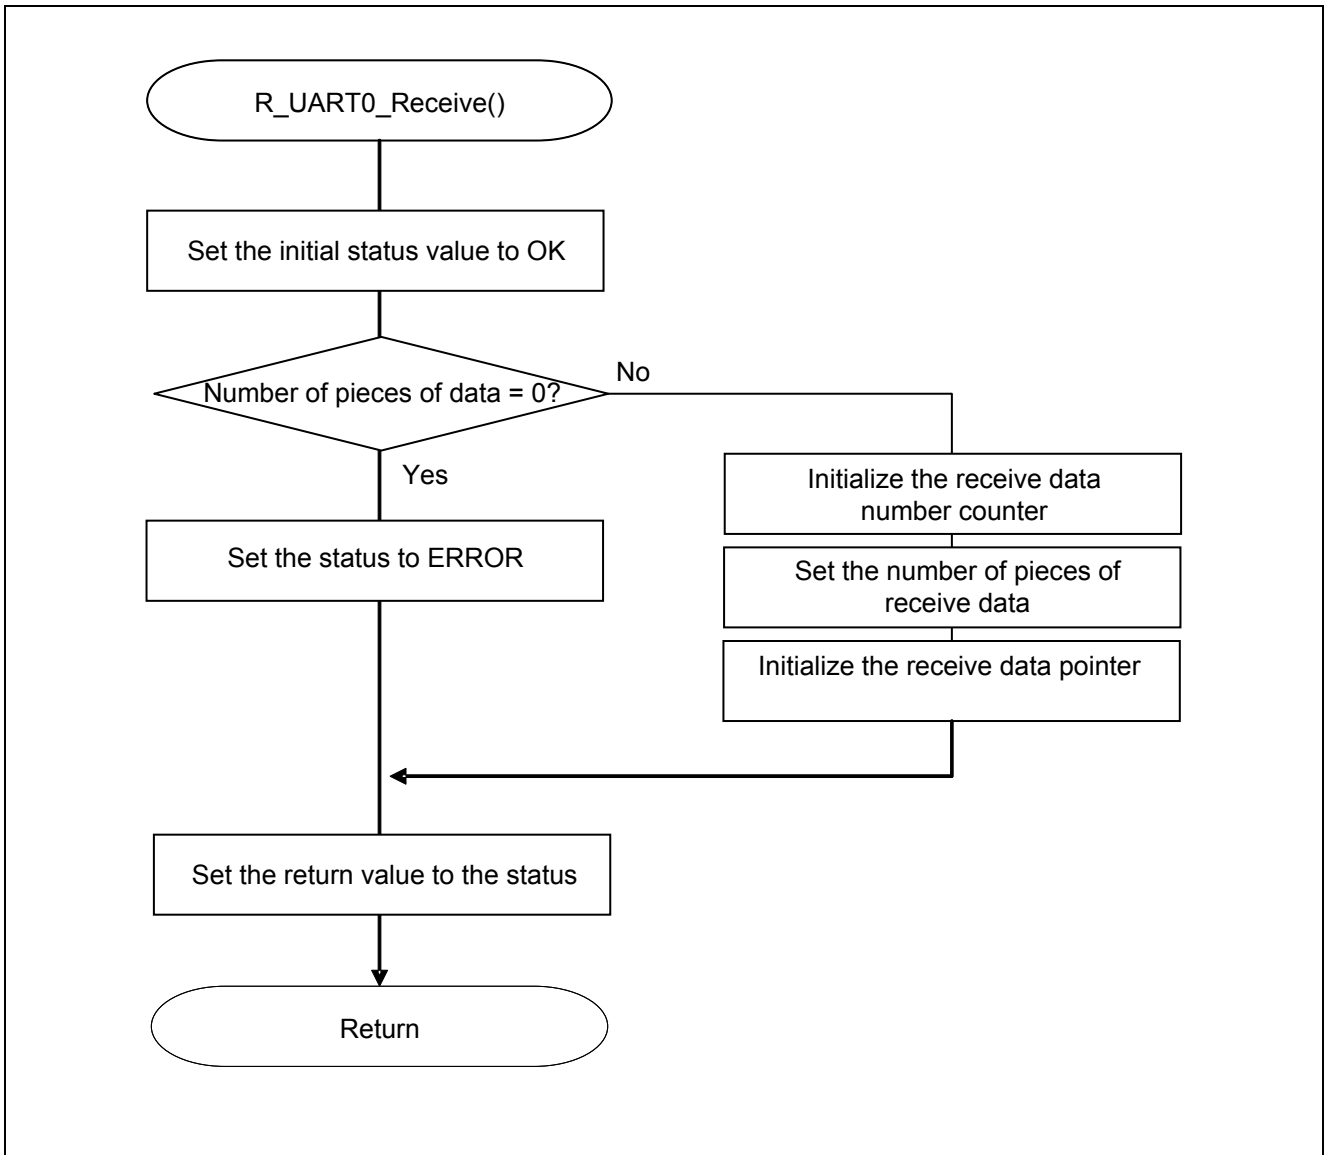 R_UART0_Receive()
Set the initial status value to OK
Number of pieces of data = 0?
No
Yes
Initialize the receive data
number counter
Set the status to ERROR
Set the number of pieces of
receive data
Initialize the receive data pointer
Set the return value to the status
Return